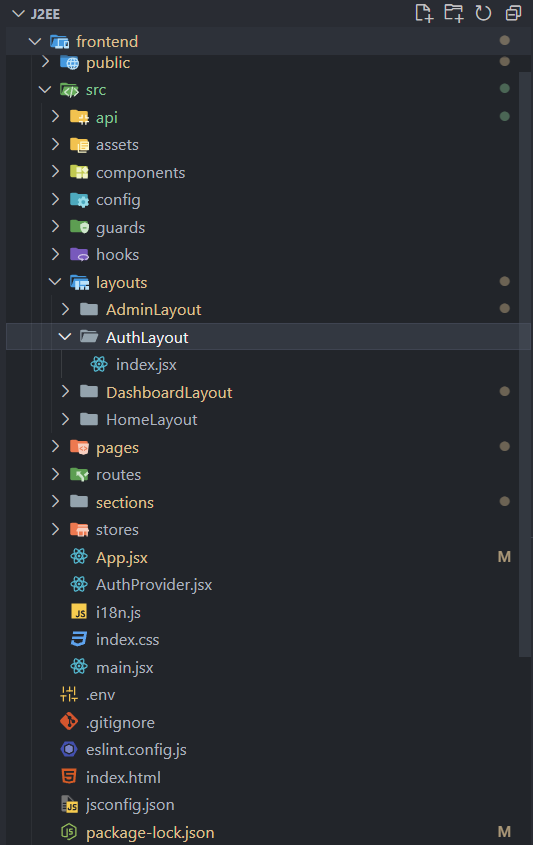 J2EE
frontend
public
src
api
assets
components
config
guards
hooks
layouts
AdminLayout
AuthLayout
index.jsx
DashboardLayout
HomeLayout
pages
routes
sections
stores
App.jsx M
AuthProvider.jsx
JS i18n.js
index.css
main.jsx
.env
.gitignore
eslint.config.js
index.html
JS jsconfig.json
package-lock.json M